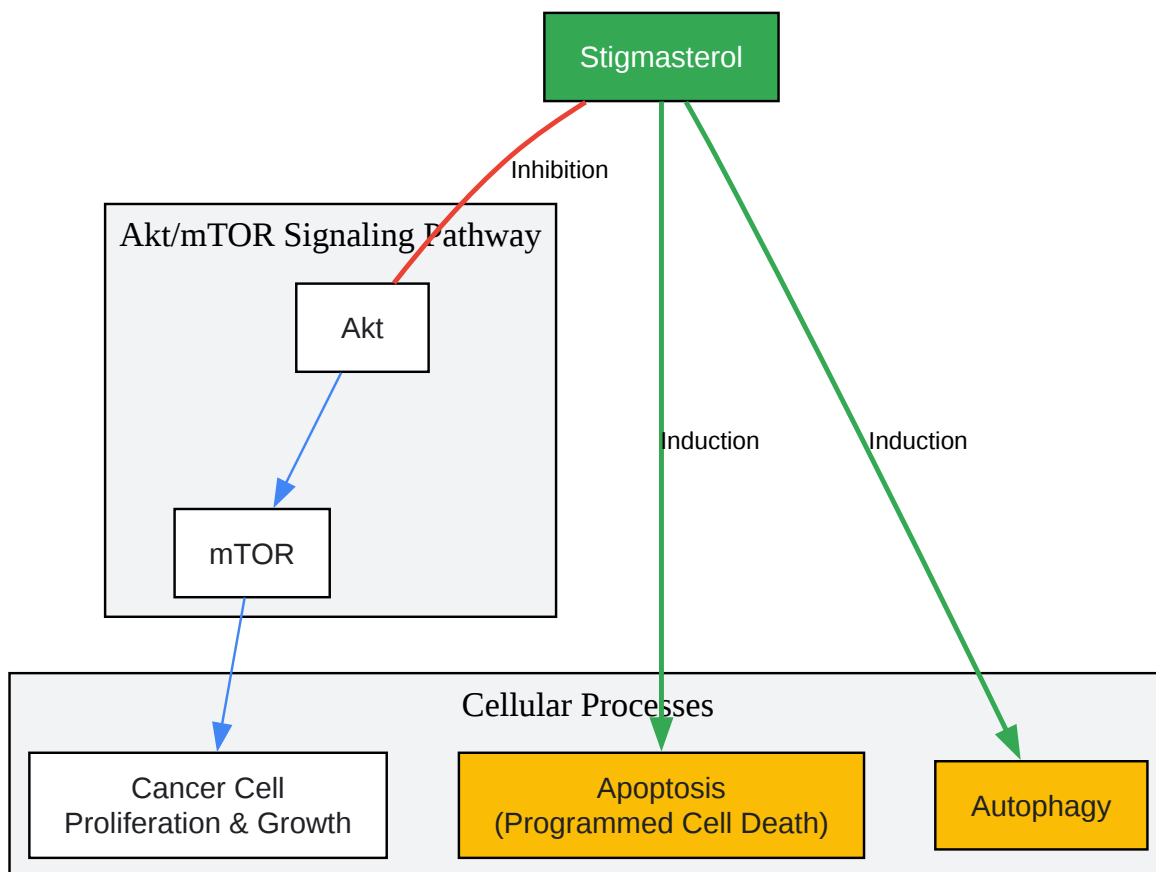 Stigmasterol
Inhibition
Akt/mTOR Signaling Pathway
Akt
Induction
Induction
mTOR
Cellular Processes
Cancer Cell
Proliferation & Growth
Apoptosis
(Programmed Cell Death)
Autophagy